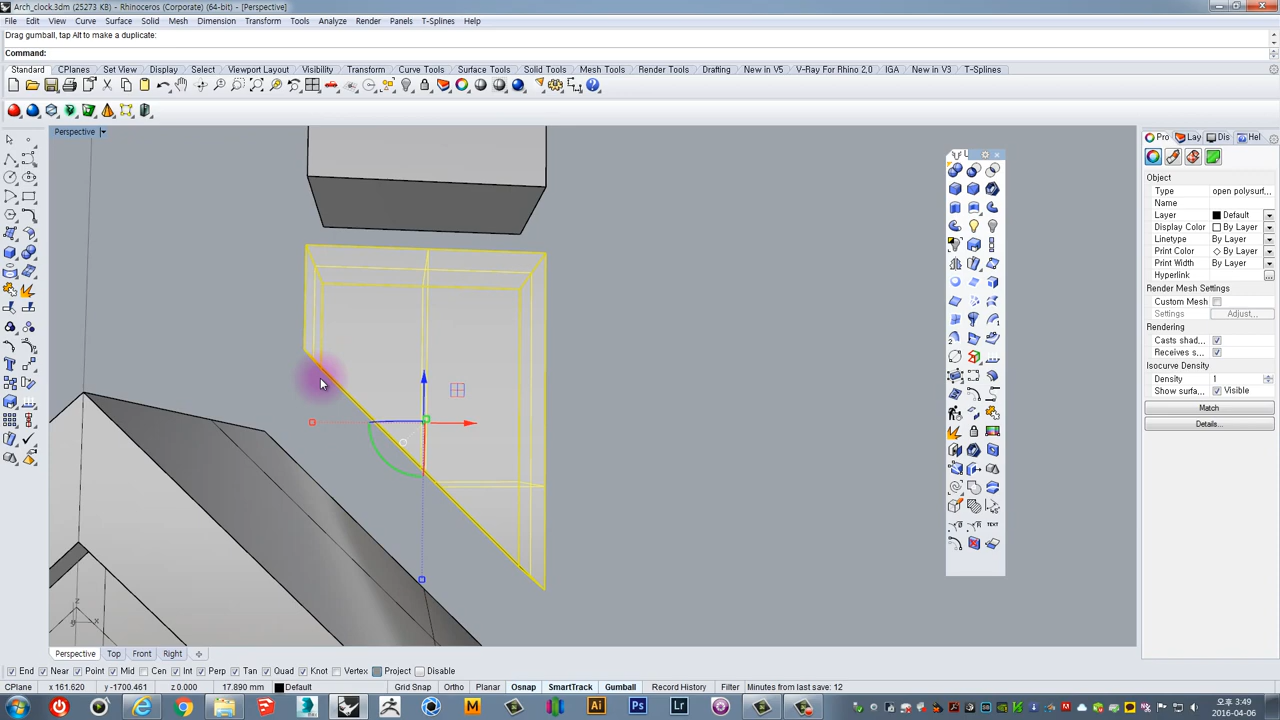 Arch_clock.3dm (25273 KB) - Rhinoceros (Corporate) (64-bit) - [Perspective]
File Edit View Curve Surface Solid Mesh Dimension Transform Tools Analyze Render Panels T-Splines Help
Drag gumball, tap Alt to make a duplicate:
Command:
Standard CPlanes Set View Display Select Viewport Layout Visibility Transform Curve Tools Surface Tools Solid Tools Mesh Tools Render Tools Drafting New in V5 V-Ray For Rhino 2,0 IGA New in V3 T-Splines
Perspective
L
Pro Lay Dis Hel
Object
Type open polysurf...
Name
Layer Default
Display Color By Layer
Linetype By Layer
Print Color By Layer
Print Width By Layer
Hyperlink ...
Render Mesh Settings
Custom Mesh
Settings Adjust...
Rendering
Casts shad...
Receives s...
Isocurve Density
Density 1
Show surfa... Visible
Match
Details...
TEXT
z
x
Perspective Top Front Right
End Near Point Mid Cen Int Perp Tan Quad Knot Vertex Project Disable
CPlane x 161.620 y -1700.461 z 0.000 17.890 mm Default Grid Snap Ortho Planar Osnap SmartTrack Gumball Record History Filter Minutes from last save: 12
M Ai Ps Lr
오후 3:49
2016-04-06